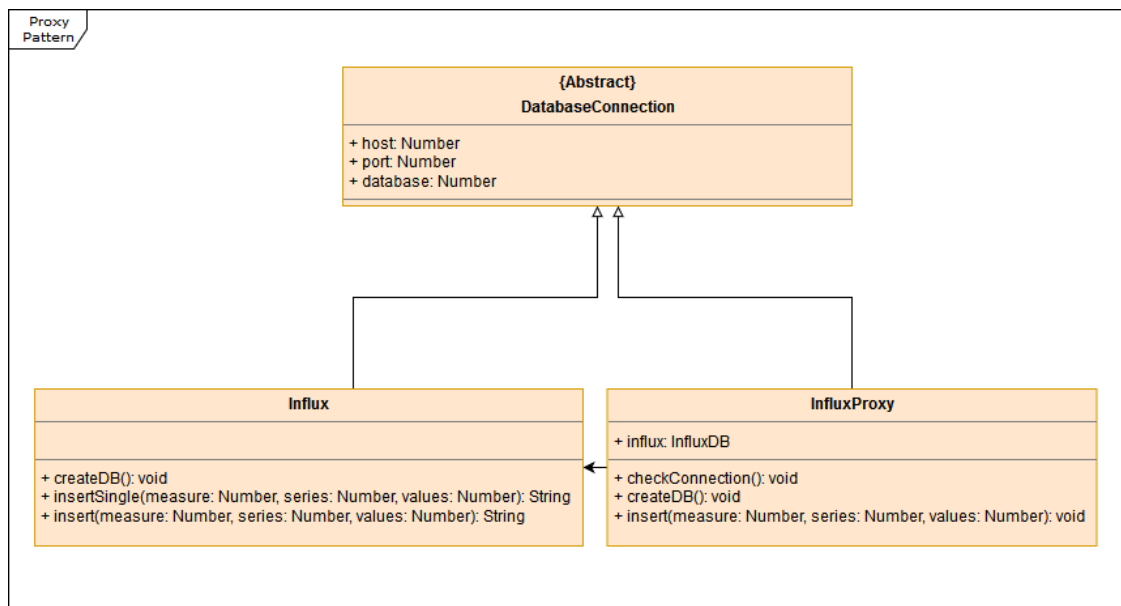 Proxy
Pattern
{Abstract}
DatabaseConnection
+ host: Number
+ port: Number
+ database: Number
Influx
+ createDB(): void
+ insertSingle(measure: Number, series: Number, values: Number): String
+ insert(measure: Number, series: Number, values: Number): String
InfluxProxy
+ influx: InfluxDB
+ checkConnection(): void
+ createDB(): void
+ insert(measure: Number, series: Number, values: Number): void